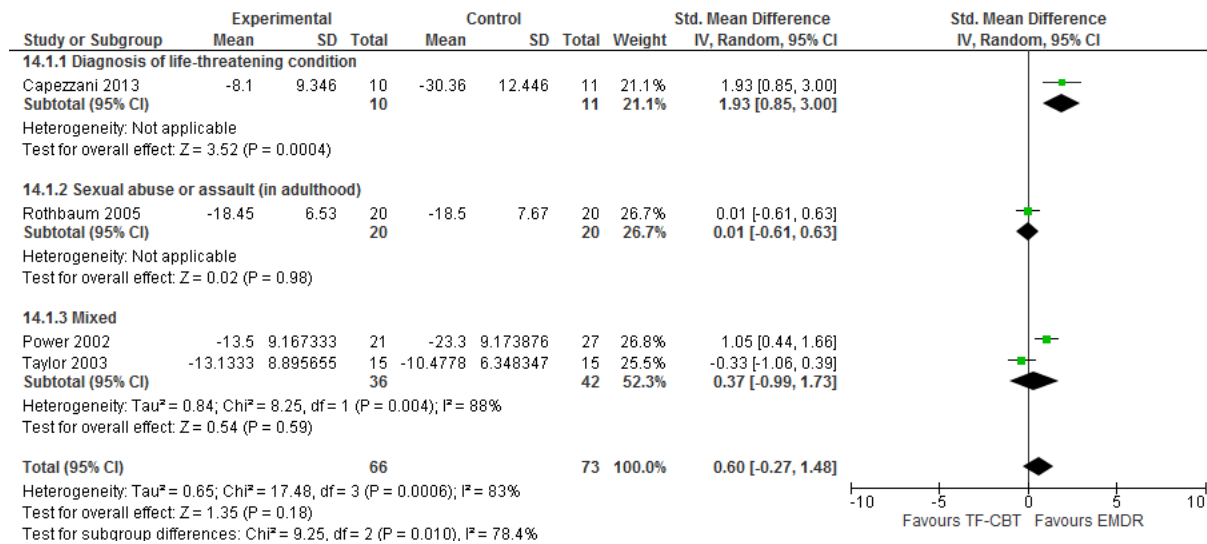 Experimental Control Std. Mean Difference Std. Mean Difference
Study or Subgroup Mean SD Total Mean SD Total Weight IV, Random, 95% CI IV, Random, 95% CI
14.1.1 Diagnosis of life-threatening condition
Capezzani 2013 -8.1 9.346 10 -30.36 12.446 11 21.1% 1.93 [0.85, 3.00]
Subtotal (95% CI) 10 11 21.1% 1.93 [0.85, 3.00]
Heterogeneity: Not applicable
Test for overall effect: Z = 3.52 (P = 0.0004)
14.1.2 Sexual abuse or assault (in adulthood)
Rothbaum 2005 -18.45 6.53 20 -18.5 7.67 20 26.7% 0.01 [-0.61, 0.63]
Subtotal (95% CI) 20 20 26.7% 0.01 [-0.61, 0.63]
Heterogeneity: Not applicable
Test for overall effect: Z = 0.02 (P = 0.98)
14.1.3 Mixed
Power 2002 -13.5 9.167333 21 -23.3 9.173876 27 26.8% 1.05 [0.44, 1.66]
Taylor 2003 -13.1333 8.895655 15 -10.4778 6.348347 15 25.5% -0.33 [-1.06, 0.39]
Subtotal (95% CI) 36 42 52.3% 0.37 [-0.99, 1.73]
Heterogeneity: Tau² = 0.84; Chi² = 8.25, df = 1 (P = 0.004); I² = 88%
Test for overall effect: Z = 0.54 (P = 0.59)
Total (95% CI) 66 73 100.0% 0.60 [-0.27, 1.48]
Heterogeneity: Tau² = 0.65; Chi² = 17.48, df = 3 (P = 0.0006); I² = 83%
Test for overall effect: Z = 1.35 (P = 0.18)
Test for subgroup differences: Chi² = 9.25, df = 2 (P = 0.010), I² = 78.4%
-10 -5 0 5 10
Favours TF-CBT Favours EMDR